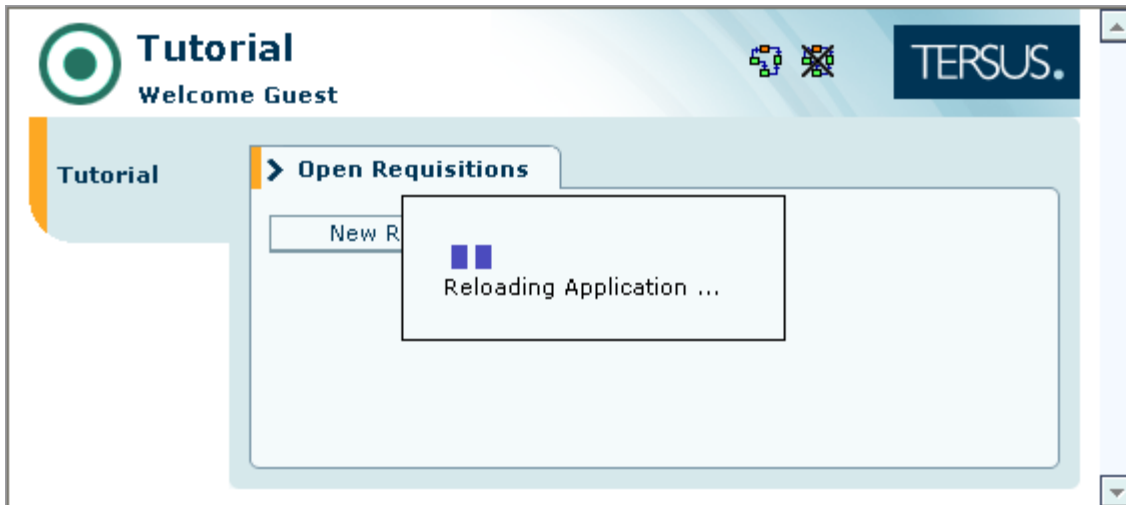 Tutorial
Welcome Guest
TERSUS.
Tutorial
Open Requisitions
New R
Reloading Application ...